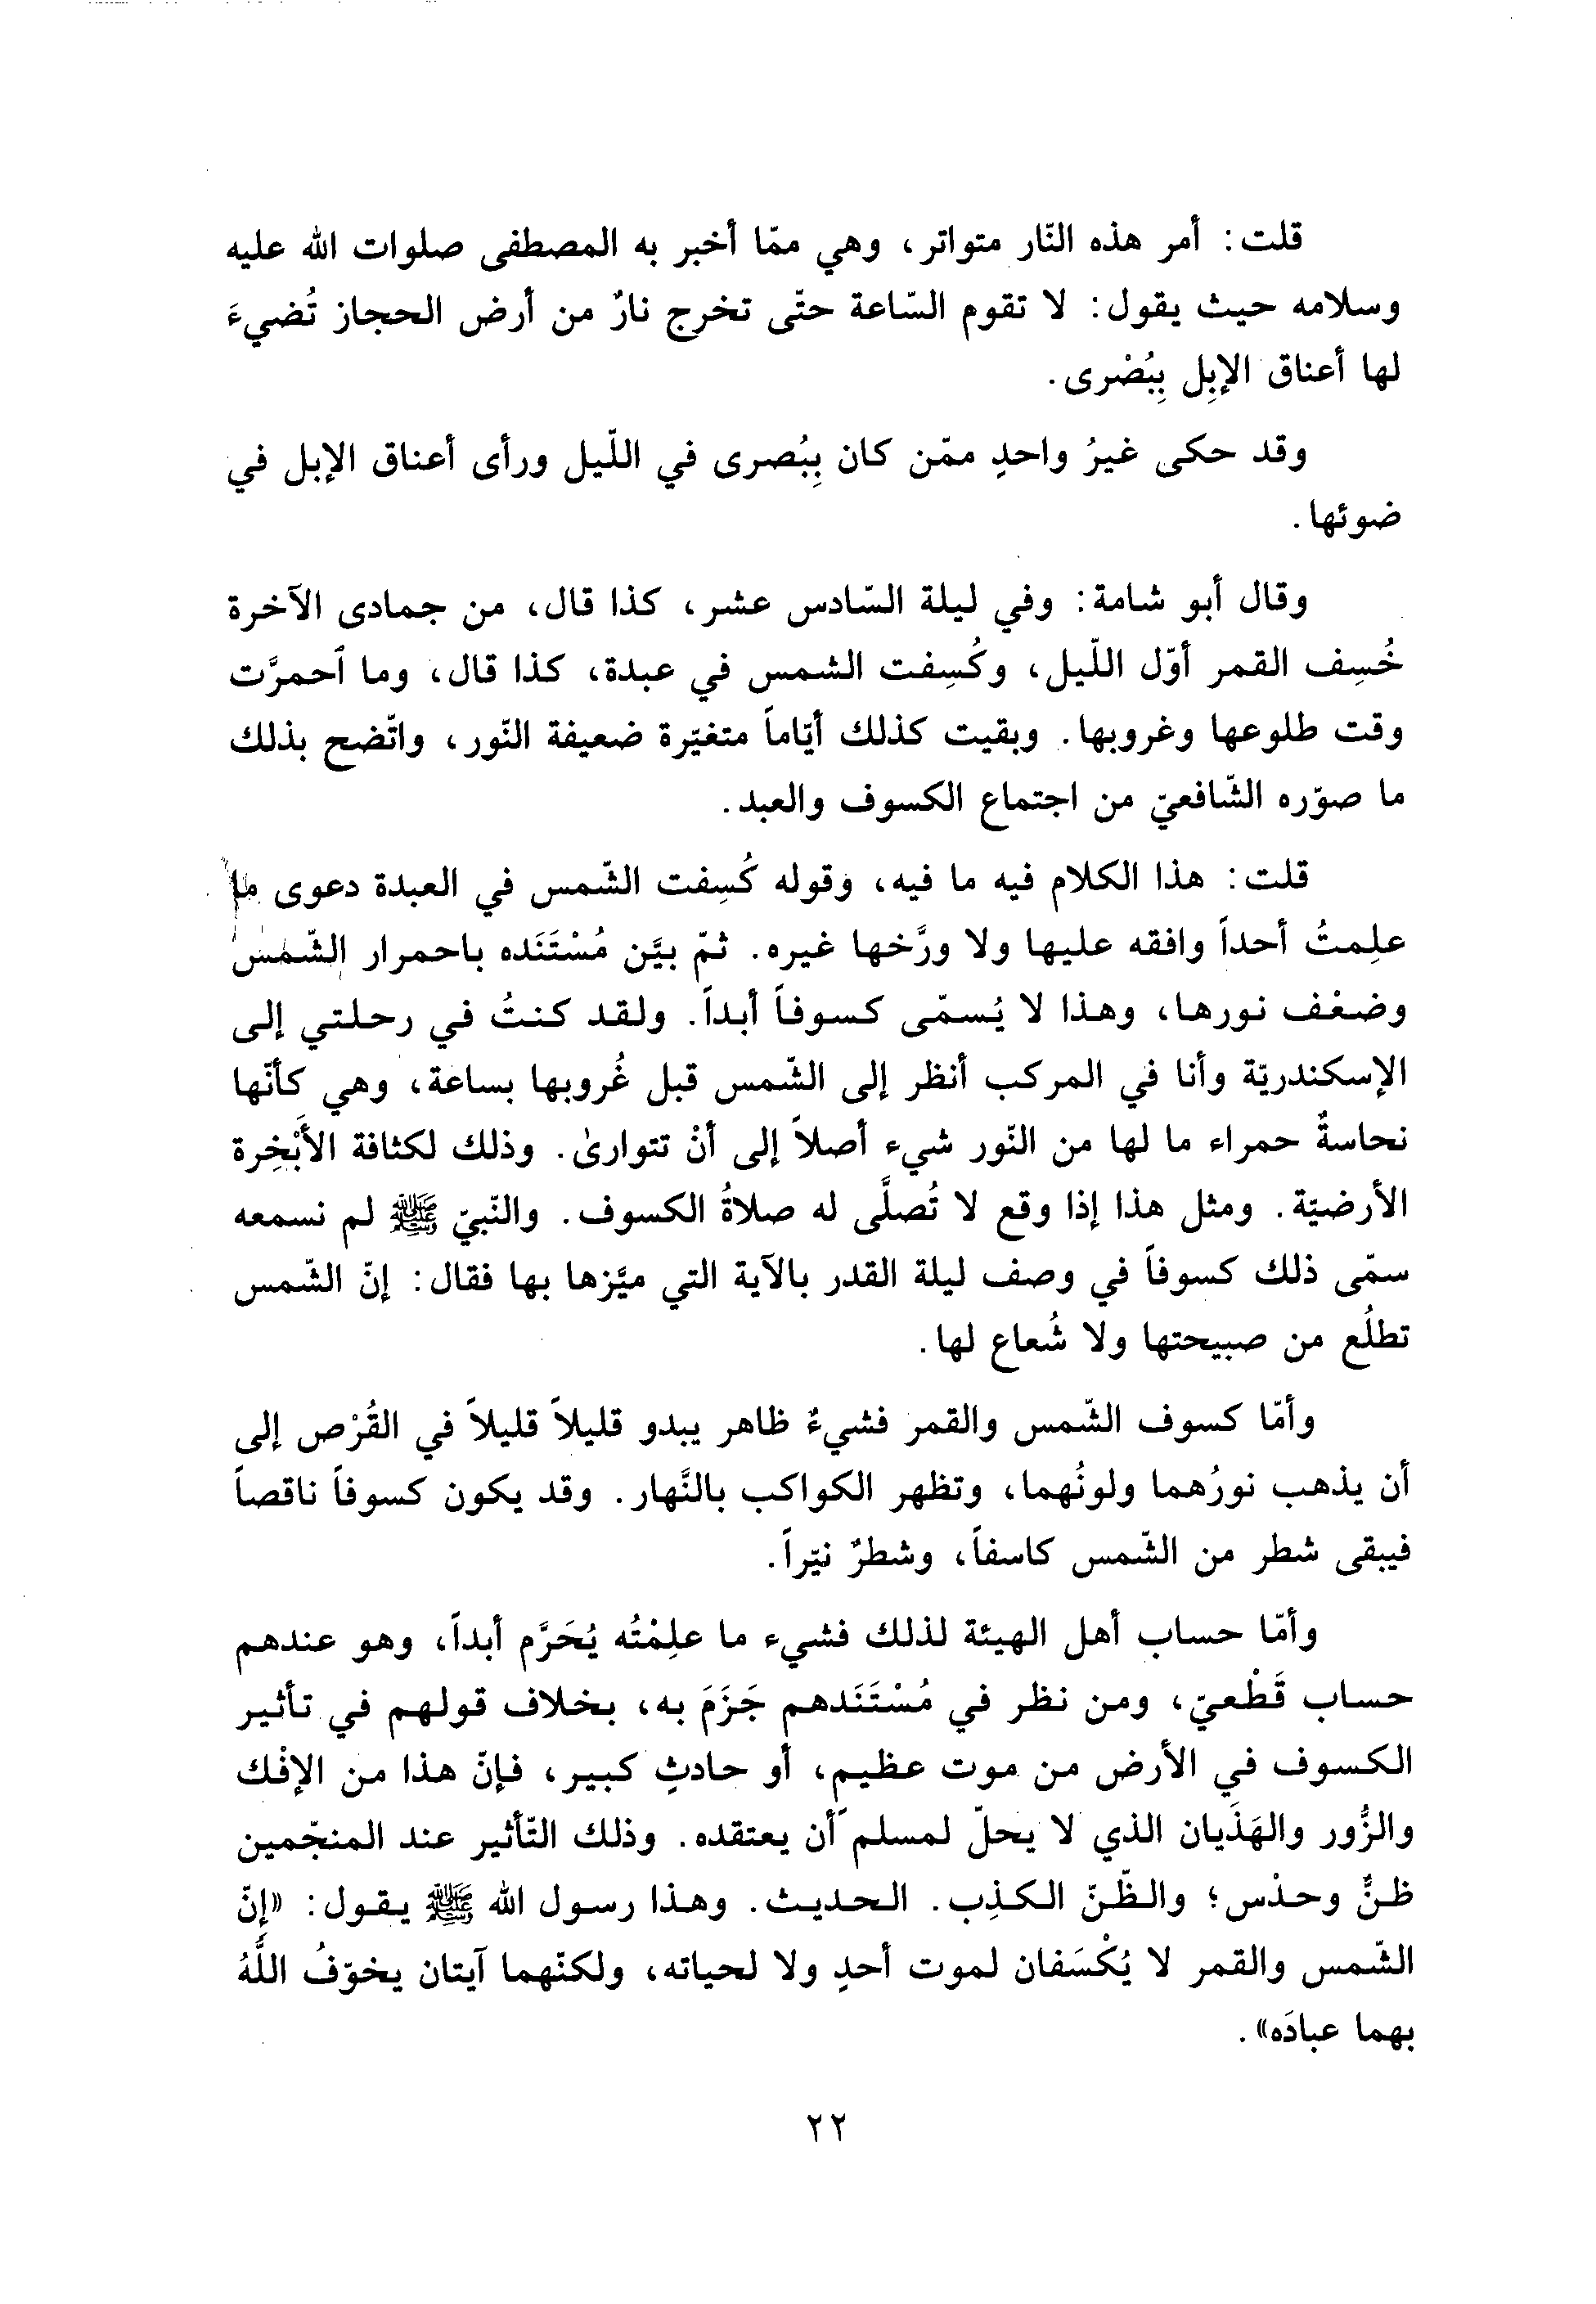 قلت: أمر هذه النّار متواتر، وهي ممّا أخبر به المصطفى صلوات الله عليه
وسلامه حيث يقول: لا تقوم السّاعة حتّى تخرج نارٌ من أرض الحجاز تُضيءَ
لها أعناق الإبِل بِبُصْرى.
وقد حكى غيرُ واحدٍ ممّن كان بِبُصرى في اللّيل ورأى أعناق الإبل في
ضوئها.
وقال أبو شامة: وفي ليلة السّادس عشر، كذا قال، من جمادى الآخرة
خُسِف القمر أوّل اللّيل، وكُسِفت الشمس في عبدة، كذا قال، وما ٱحمرَّت
وقت طلوعها وغروبها. وبقيت كذلك أيّاماً متغيّرة ضعيفة النّور، واتّضح بذلك
ما صوّره الشّافعيّ من اجتماع الكسوف والعبد.
قلت: هذا الكلام فيه ما فيه، وقوله كُسِفت الشّمس في العبدة دعوى ما
علِمتُ أحداً وافقه عليها ولا ورَّخها غيره. ثمّ بيَّن مُسْتَنَده باحمرار الشّمس
وضعْف نورها، وهذا لا يُسمّى كسوفاً أبداً. ولقد كنتُ في رحلتي إلى
الإسكندريّة وأنا في المركب أنظر إلى الشّمس قبل غُروبها بساعة، وهي كأنّها
نحاسةٌ حمراء ما لها من النّور شيء أصلاً إلى أنْ تتوارىٰ. وذلك لكثافة الأَبْخِرة
الأرضيّة. ومثل هذا إذا وقع لا تُصلَّى له صلاةُ الكسوف. والنّبيّ ﷺ لم نسمعه
سمّى ذلك كسوفاً في وصف ليلة القدر بالآية التي ميَّزها بها فقال: إنّ الشّمس
تطلُع من صبيحتها ولا شُعاع لها.
وأمّا كسوف الشّمس والقمر فشيءٌ ظاهر يبدو قليلاً قليلاً في القُرْص إلى
أن يذهب نورُهما ولونُهما، وتظهر الكواكب بالنَّهار. وقد يكون كسوفاً ناقصاً
فيبقى شطر من الشّمس كاسفاً، وشطرٌ نيّراً.
وأمّا حساب أهل الهيئة لذلك فشيء ما علِمْتُه يُحَرَّم أبداً، وهو عندهم
حساب قَطْعيّ، ومن نظر في مُسْتَنَدهم جَزَمَ به، بخلاف قولهم في تأثير
الكسوف في الأرض من موت عظيمٍ، أو حادثٍ كبير، فإنّ هذا من الإفْك
والزُّور والهَذَيان الذي لا يحلّ لمسلم أن يعتقده. وذلك التّأثير عند المنجّمين
ظنٌّ وحدْس؛ والظّنّ الكذِب. الحديث. وهذا رسول الله ﷺ يقول: «إنّ
الشّمس والقمر لا يُكْسَفان لموت أحدٍ ولا لحياته، ولكنّهما آيتان يخوّفُ اللَّهُ
بهما عبادَه».
٢٢